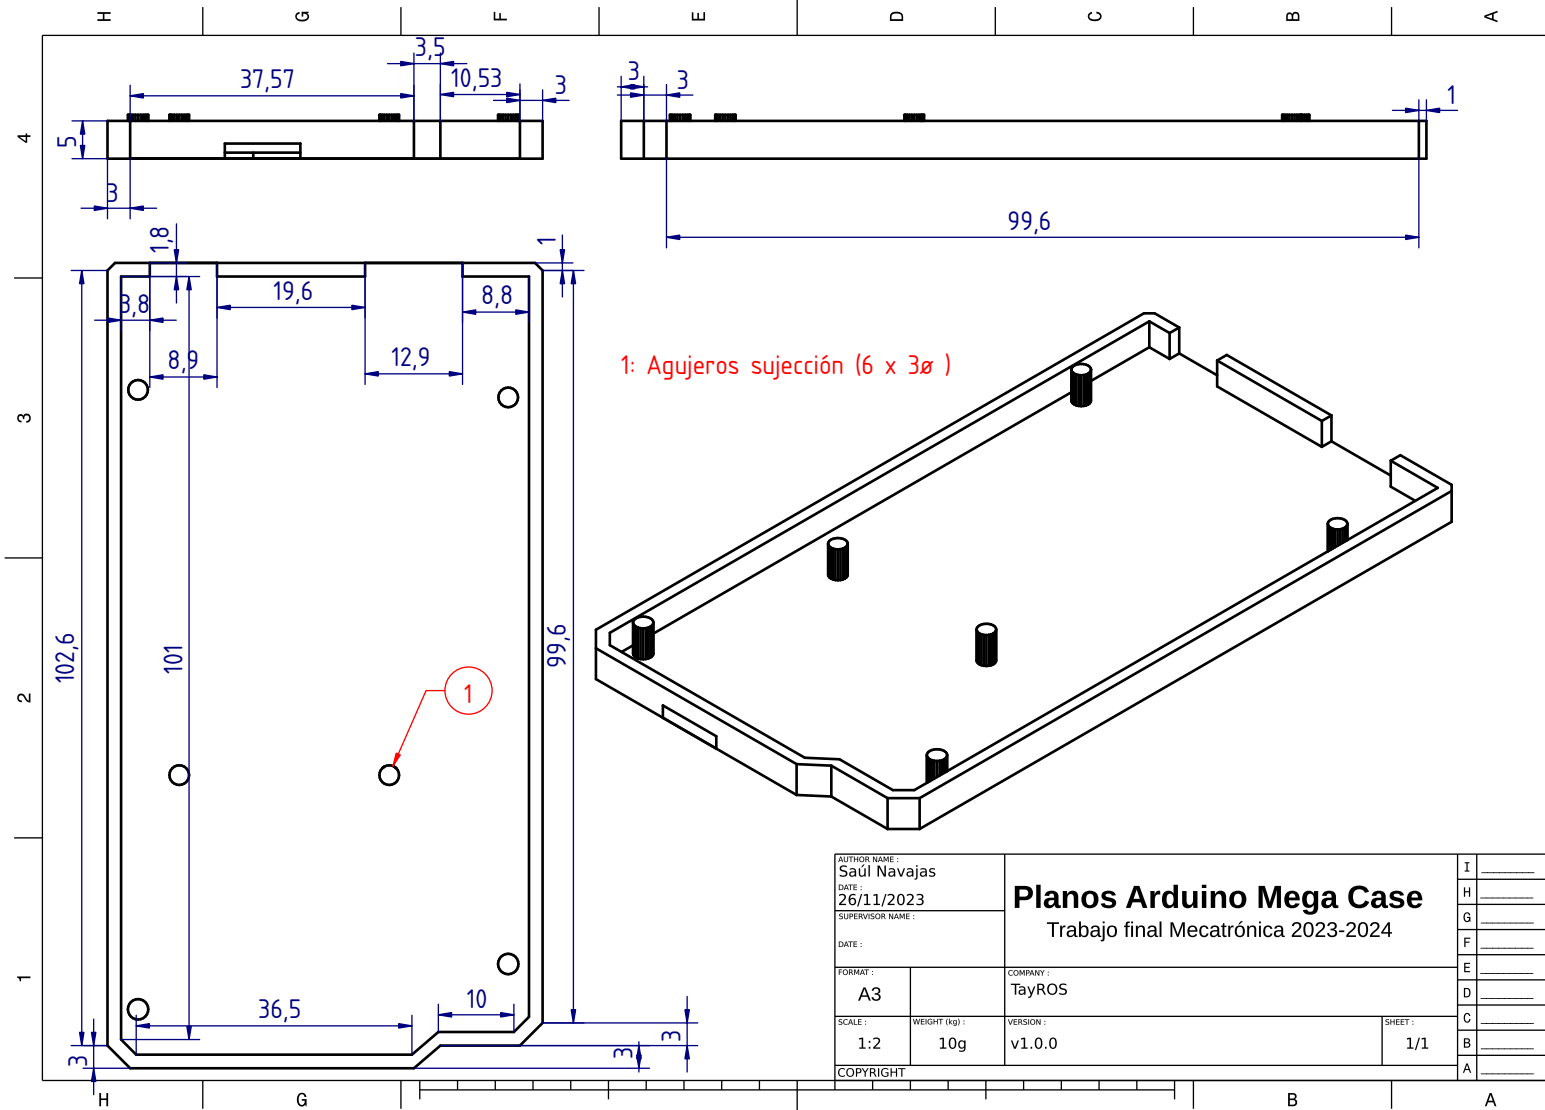 H G F E D C B A
3,5
37,57 10,53 3 3 3 1
4
5
3
99,6
1,8 1
3,8 19,6 8,8
8,9 12,9
1: Agujeros sujección (6 x 3ø )
3
102,6 101 99,6
2
1
1
36,5 10
3 3 3
AUTHOR NAME :
Saúl Navajas
DATE :
26/11/2023
SUPERVISOR NAME :
DATE :
Planos Arduino Mega Case
Trabajo final Mecatrónica 2023-2024
FORMAT :
A3
COMPANY :
TayROS
SCALE :
1:2
WEIGHT (kg) :
10g
VERSION :
v1.0.0
SHEET :
1/1
COPYRIGHT
I
H
G
F
E
D
C
B
A
H G B A